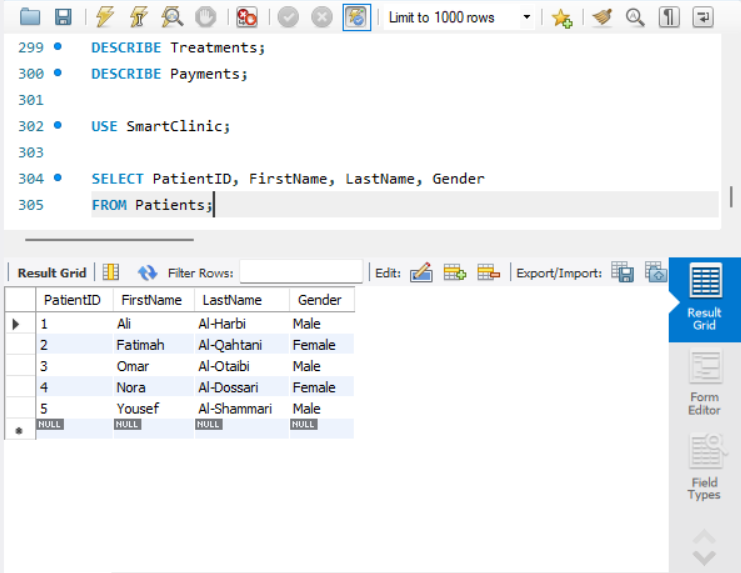 Limit to 1000 rows
299 DESCRIBE Treatments;
300 DESCRIBE Payments;
301
302 USE SmartClinic;
303
304 SELECT PatientID, FirstName, LastName, Gender
305 FROM Patients;
Result Grid Filter Rows: Edit: Export/Import:
PatientID FirstName LastName Gender
1 Ali Al-Harbi Male
2 Fatimah Al-Qahtani Female
3 Omar Al-Otaibi Male
4 Nora Al-Dossari Female
5 Yousef Al-Shammari Male
NULL NULL NULL NULL
Result
Grid
Form
Editor
Field
Types